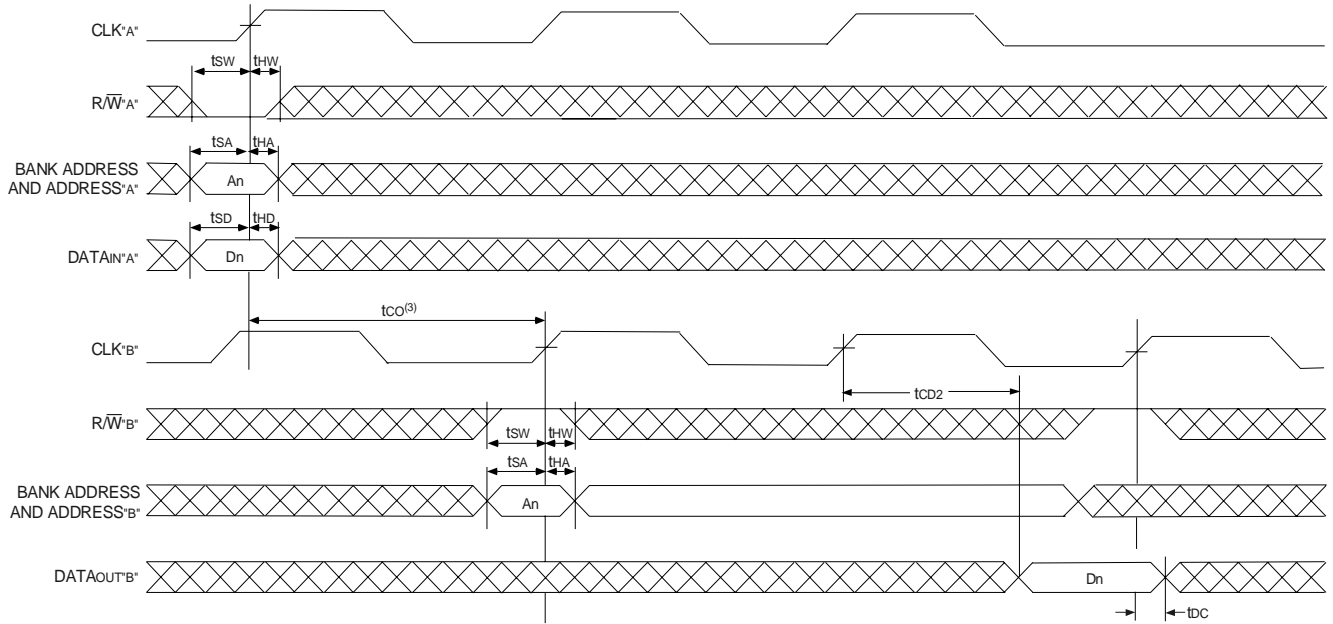 CLK"A"
tSW tHW
R/W̅"A"
tSA tHA
BANK ADDRESS
AND ADDRESS"A"
An
tSD tHD
DATAIN"A"
Dn
tCO(3)
CLK"B"
tCD2
R/W̅"B"
tSW tHW
tSA tHA
BANK ADDRESS
AND ADDRESS"B"
An
DATAOUT"B"
Dn
tDC